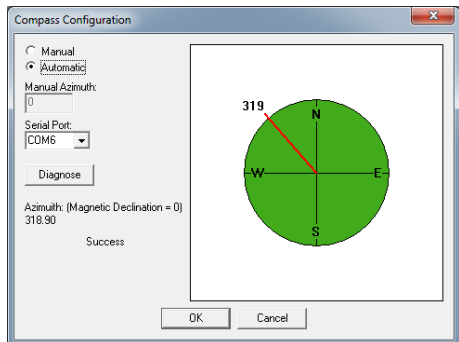 Compass Configuration
Manual
Automatic
Manual Azimuth:
0
Serial Port:
COM6
Diagnose
Azimuith: (Magnetic Declination = 0)
318.90
Success
319
N
W
E
S
OK
Cancel